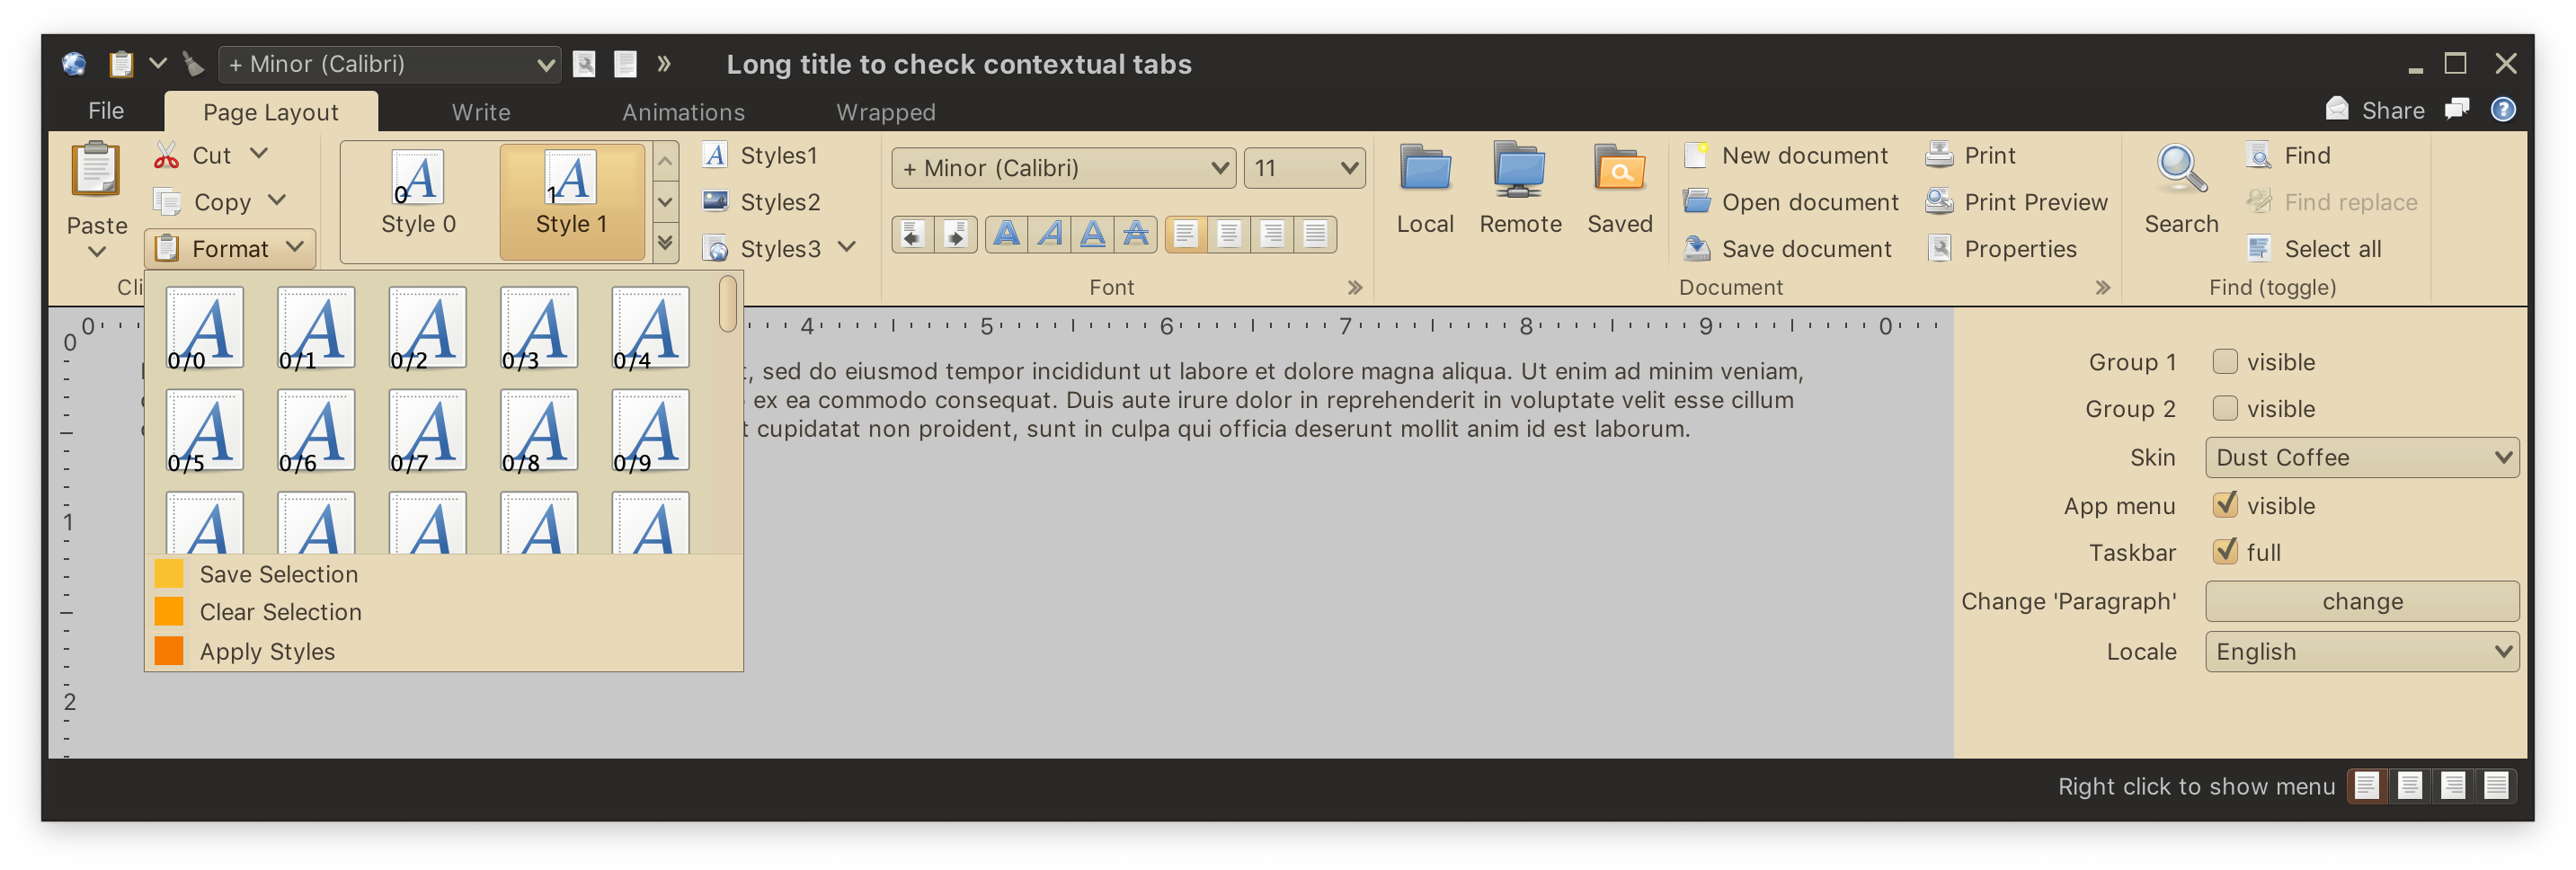 + Minor (Calibri)
Long title to check contextual tabs
File
Page Layout
Write
Animations
Wrapped
Share
Paste
Cut
Copy
Format
0
Style 0
1
Style 1
Styles1
Styles2
Styles3
+ Minor (Calibri)
11
Font
Local
Remote
Saved
New document
Open document
Save document
Print
Print Preview
Properties
Document
Search
Find
Find replace
Select all
Find (toggle)
Cli
0/0 0/1 0/2 0/3 0/4
0/5 0/6 0/7 0/8 0/9
Save Selection
Clear Selection
Apply Styles
0 4 5 6 7 8 9 0
0
1
2
, sed do eiusmod tempor incididunt ut labore et dolore magna aliqua. Ut enim ad minim veniam,
ex ea commodo consequat. Duis aute irure dolor in reprehenderit in voluptate velit esse cillum
t cupidatat non proident, sunt in culpa qui officia deserunt mollit anim id est laborum.
Group 1 visible
Group 2 visible
Skin Dust Coffee
App menu visible
Taskbar full
Change 'Paragraph' change
Locale English
Right click to show menu